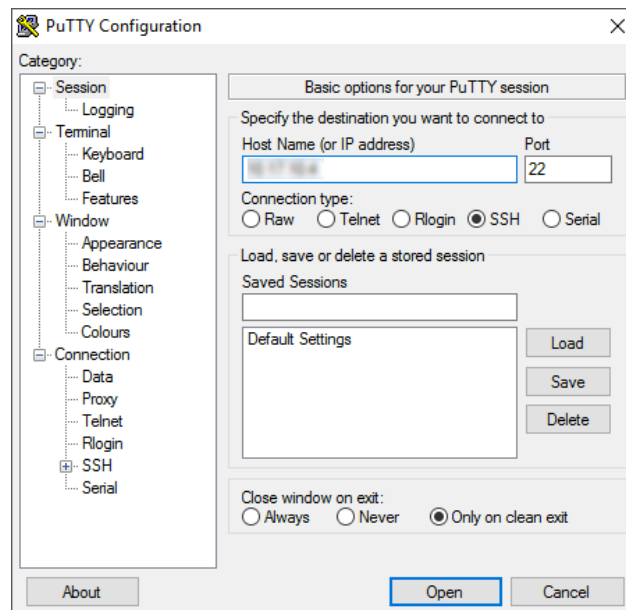 PuTTY Configuration
Category:
Session
Logging
Terminal
Keyboard
Bell
Features
Window
Appearance
Behaviour
Translation
Selection
Colours
Connection
Data
Proxy
Telnet
Rlogin
SSH
Serial
Basic options for your PuTTY session
Specify the destination you want to connect to
Host Name (or IP address) Port
22
Connection type:
Raw Telnet Rlogin SSH Serial
Load, save or delete a stored session
Saved Sessions
Default Settings
Load
Save
Delete
Close window on exit:
Always Never Only on clean exit
About Open Cancel